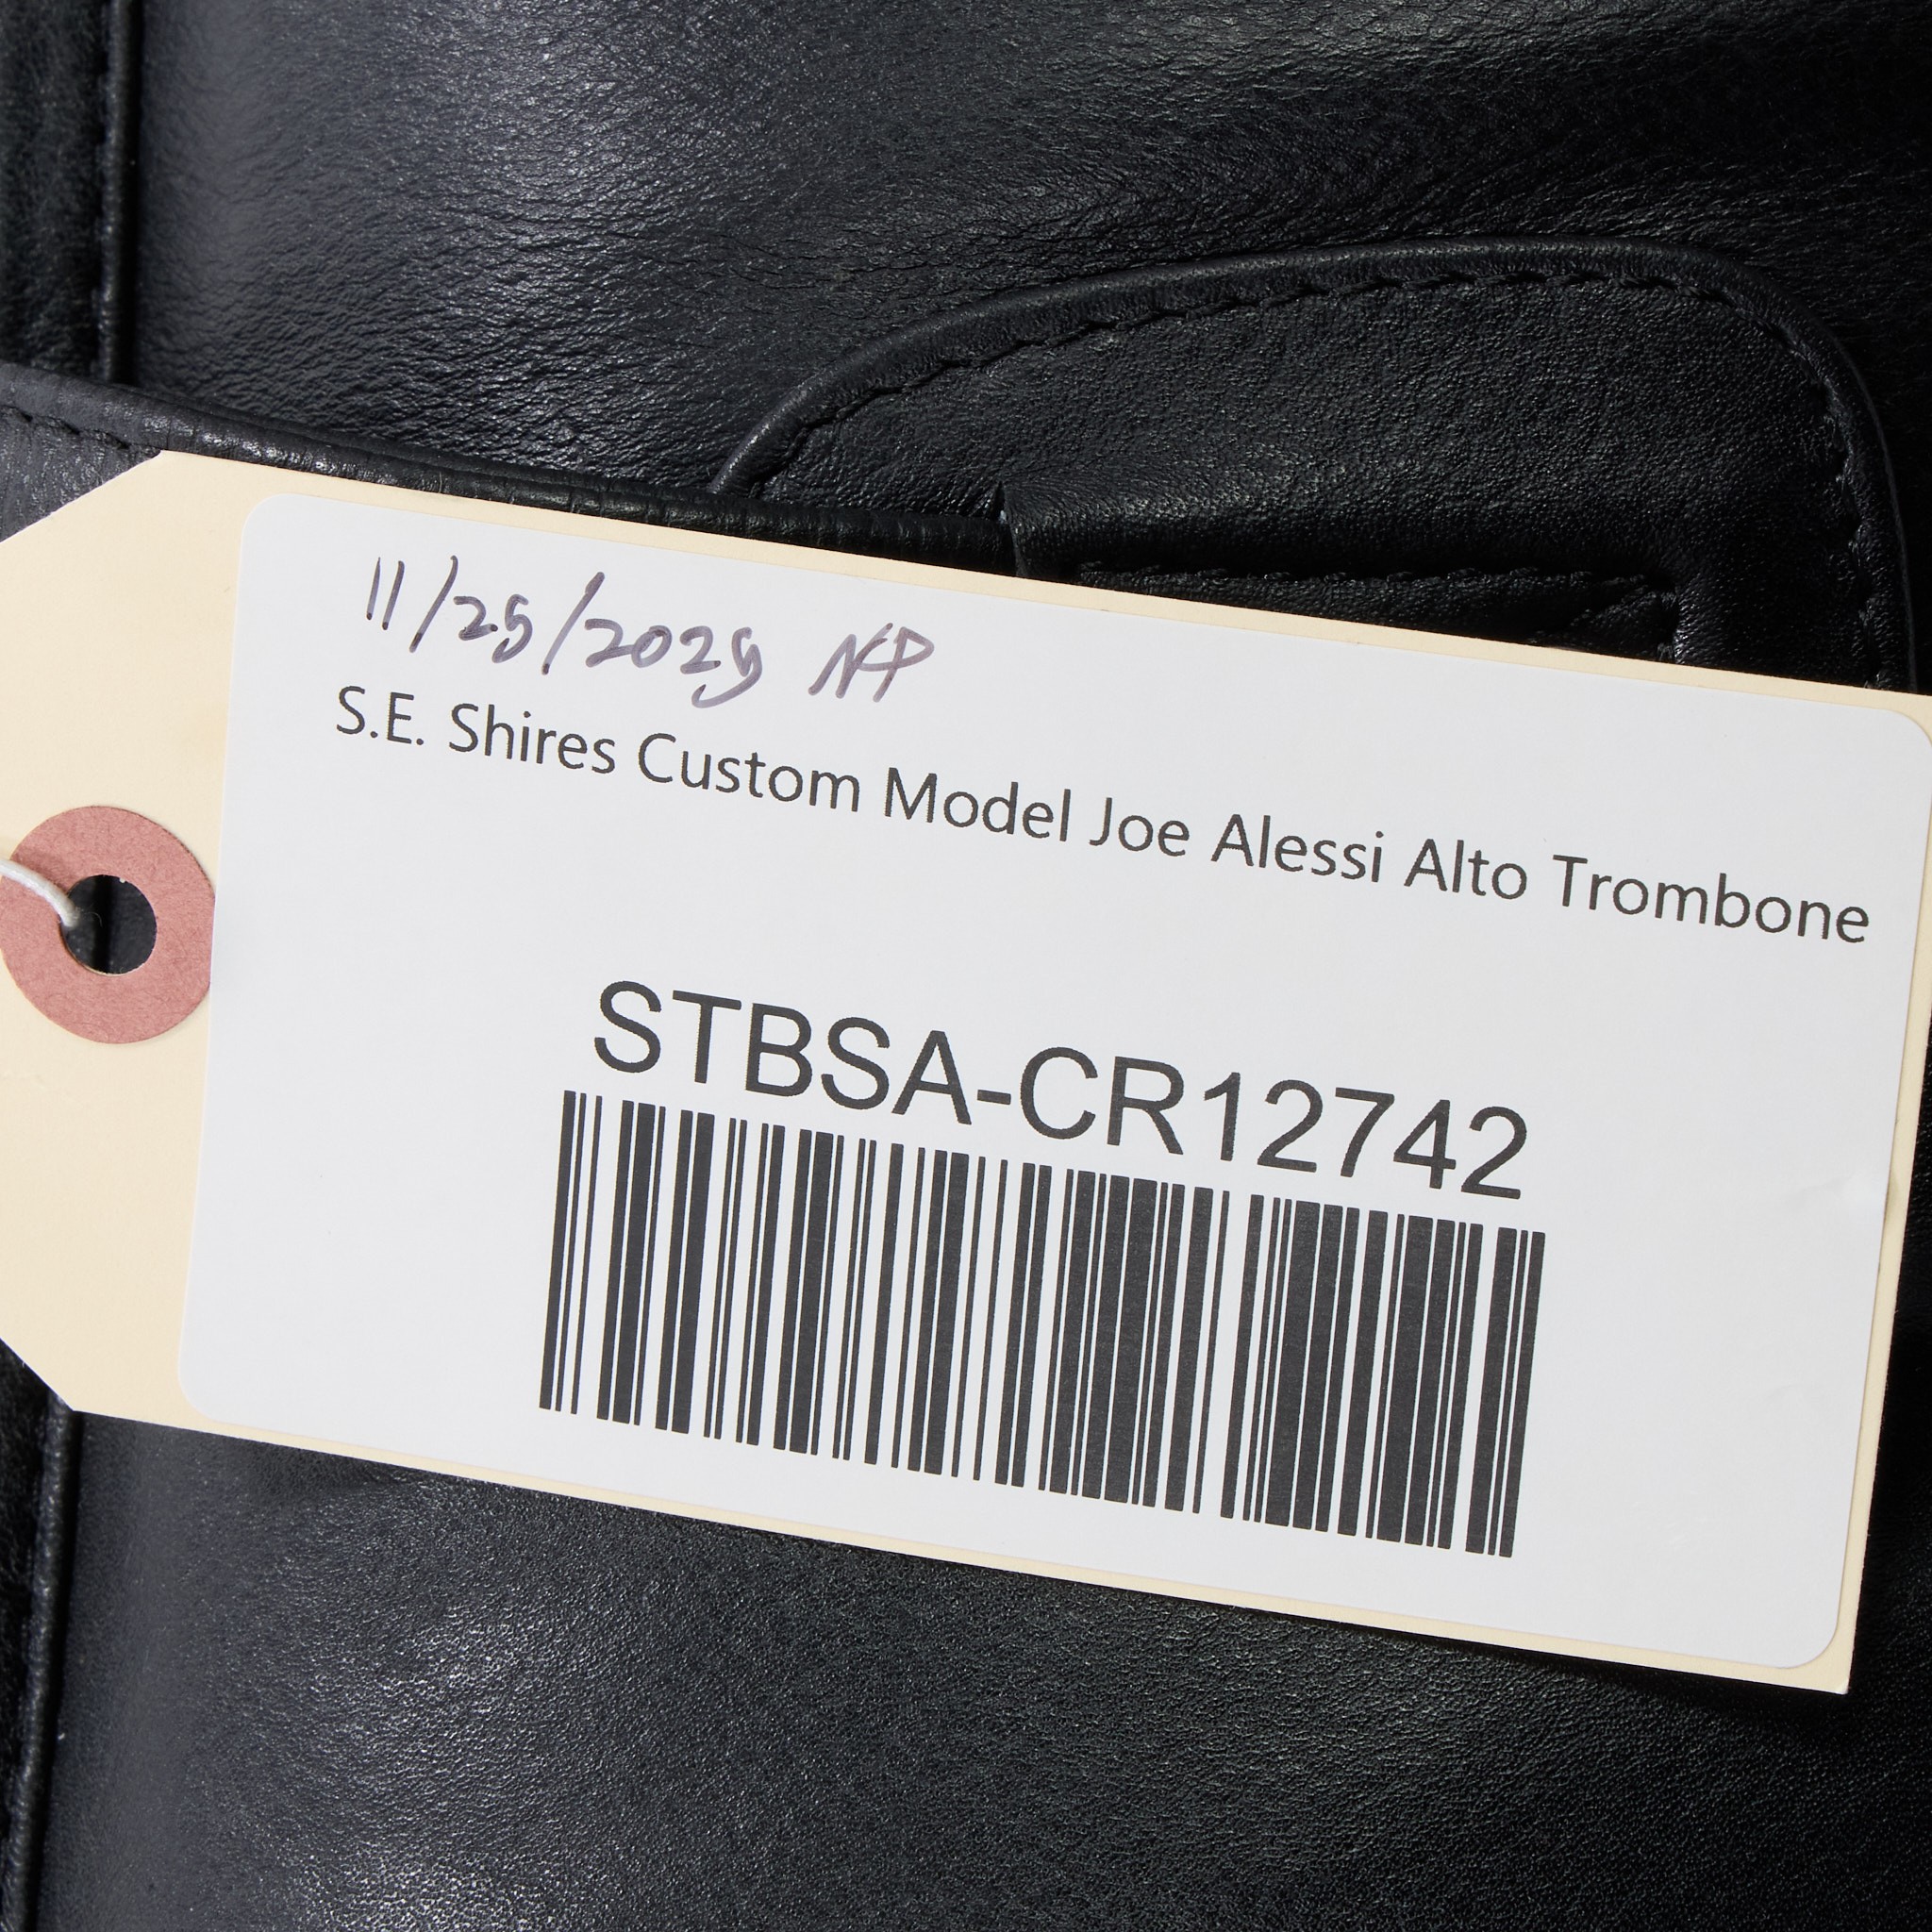 11/25/2025 NP
S.E. Shires Custom Model Joe Alessi Alto Trombone
STBSA-CR12742